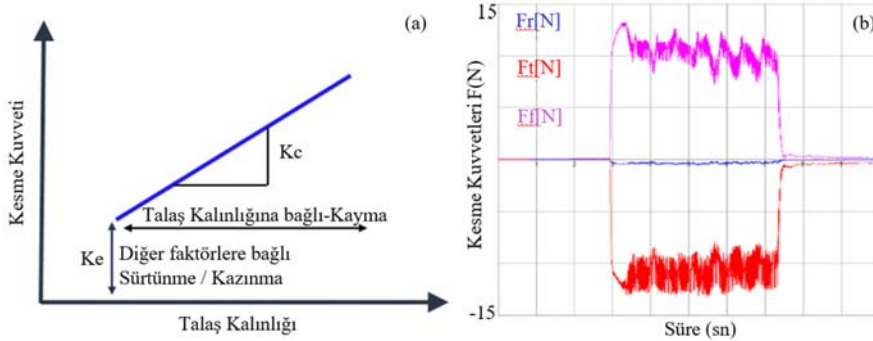 (a)
Kesme Kuvveti
Kc
Talaş Kalınlığına bağlı-Kayma
Ke
Diğer faktörlere bağlı
Sürtünme / Kazınma
Talaş Kalınlığı
(b)
15
Fr[N]
Ft[N]
Ff[N]
Kesme Kuvvetleri F(N)
-15
Süre (sn)